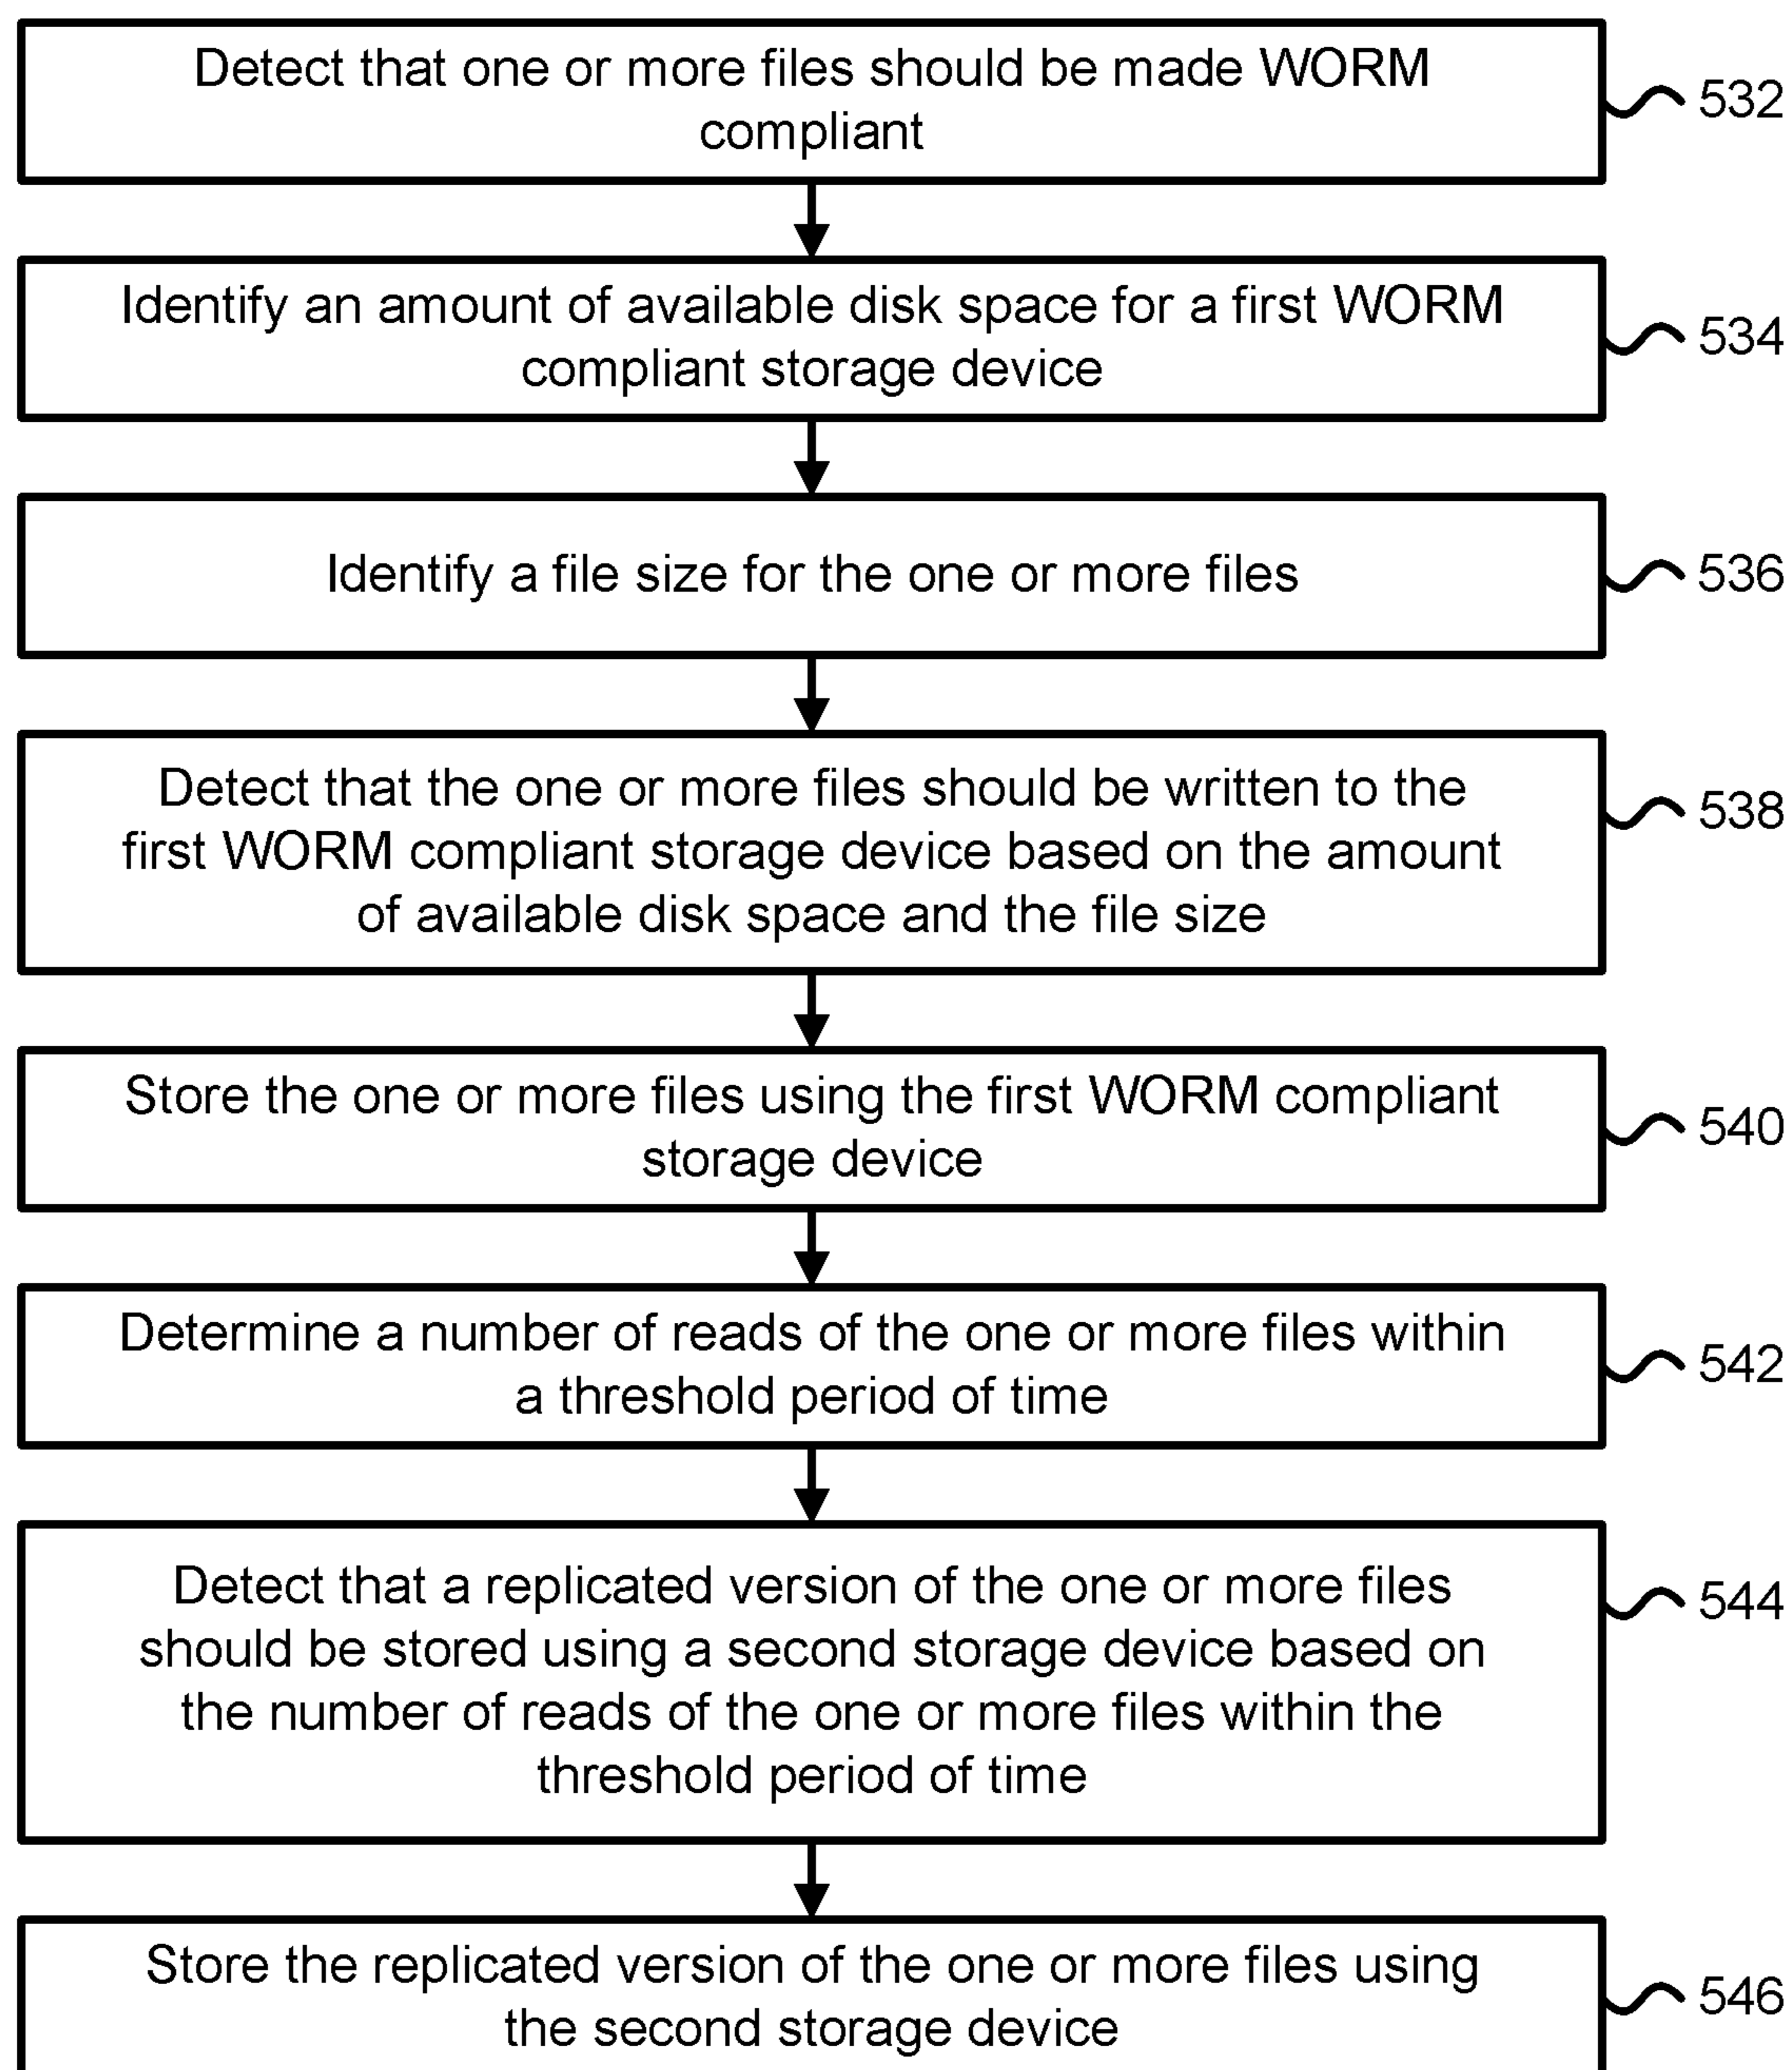 Detect that one or more files should be made WORM
compliant
532
Identify an amount of available disk space for a first WORM
compliant storage device
534
Identify a file size for the one or more files
536
Detect that the one or more files should be written to the
first WORM compliant storage device based on the amount
of available disk space and the file size
538
Store the one or more files using the first WORM compliant
storage device
540
Determine a number of reads of the one or more files within
a threshold period of time
542
Detect that a replicated version of the one or more files
should be stored using a second storage device based on
the number of reads of the one or more files within the
threshold period of time
544
Store the replicated version of the one or more files using
the second storage device
546